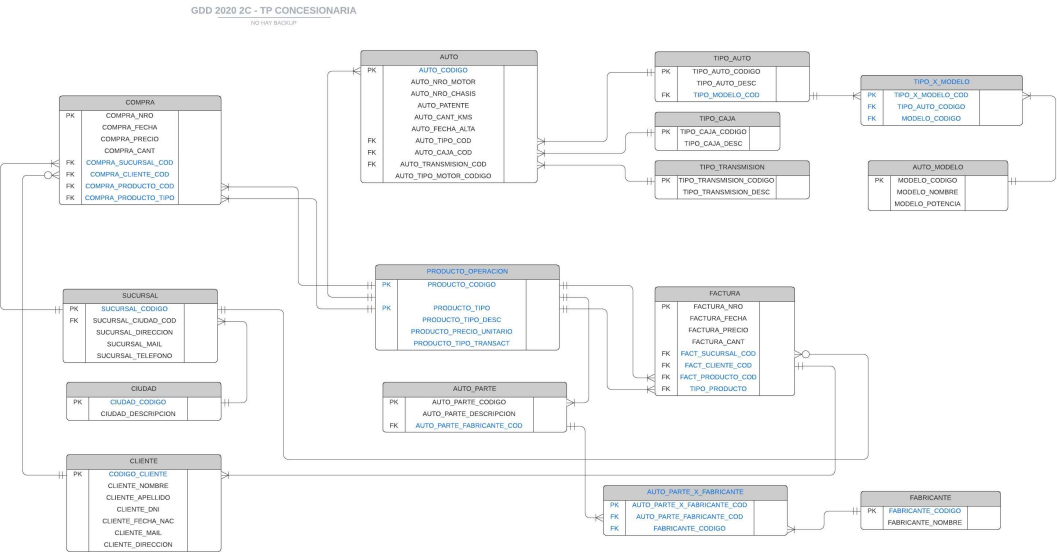 GDD 2020 2C - TP CONCESIONARIA
NO HAY BACKUP
COMPRA
PK COMPRA_NRO
COMPRA_FECHA
COMPRA_PRECIO
COMPRA_CANT
FK COMPRA_SUCURSAL_COD
FK COMPRA_CLIENTE_COD
FK COMPRA_PRODUCTO_COD
FK COMPRA_PRODUCTO_TIPO
AUTO
PK AUTO_CODIGO
AUTO_NRO_MOTOR
AUTO_NRO_CHASIS
AUTO_PATENTE
AUTO_CANT_KMS
AUTO_FECHA_ALTA
FK AUTO_TIPO_COD
FK AUTO_CAJA_COD
FK AUTO_TRANSMISION_COD
AUTO_TIPO_MOTOR_CODIGO
TIPO_AUTO
PK TIPO_AUTO_CODIGO
TIPO_AUTO_DESC
FK TIPO_MODELO_COD
TIPO_CAJA
PK TIPO_CAJA_CODIGO
TIPO_CAJA_DESC
TIPO_TRANSMISION
PK TIPO_TRANSMISION_CODIGO
TIPO_TRANSMISION_DESC
TIPO_X_MODELO
PK TIPO_X_MODELO_COD
FK TIPO_AUTO_CODIGO
FK MODELO_CODIGO
AUTO_MODELO
PK MODELO_CODIGO
MODELO_NOMBRE
MODELO_POTENCIA
SUCURSAL
PK SUCURSAL_CODIGO
FK SUCURSAL_CIUDAD_COD
SUCURSAL_DIRECCION
SUCURSAL_MAIL
SUCURSAL_TELEFONO
PRODUCTO_OPERACION
PK PRODUCTO_CODIGO
PK PRODUCTO_TIPO
PRODUCTO_TIPO_DESC
PRODUCTO_PRECIO_UNITARIO
PRODUCTO_TIPO_TRANSACT
FACTURA
PK FACTURA_NRO
FACTURA_FECHA
FACTURA_PRECIO
FACTURA_CANT
FK FACT_SUCURSAL_COD
FK FACT_CLIENTE_COD
FK FACT_PRODUCTO_COD
FK TIPO_PRODUCTO
CIUDAD
PK CIUDAD_CODIGO
CIUDAD_DESCRIPCION
AUTO_PARTE
PK AUTO_PARTE_CODIGO
AUTO_PARTE_DESCRIPCION
FK AUTO_PARTE_FABRICANTE_COD
CLIENTE
PK CODIGO_CLIENTE
CLIENTE_NOMBRE
CLIENTE_APELLIDO
CLIENTE_DNI
CLIENTE_FECHA_NAC
CLIENTE_MAIL
CLIENTE_DIRECCION
AUTO_PARTE_X_FABRICANTE
PK AUTO_PARTE_X_FABRICANTE_COD
FK AUTO_PARTE_FABRICANTE_COD
FK FABRICANTE_CODIGO
FABRICANTE
PK FABRICANTE_CODIGO
FABRICANTE_NOMBRE